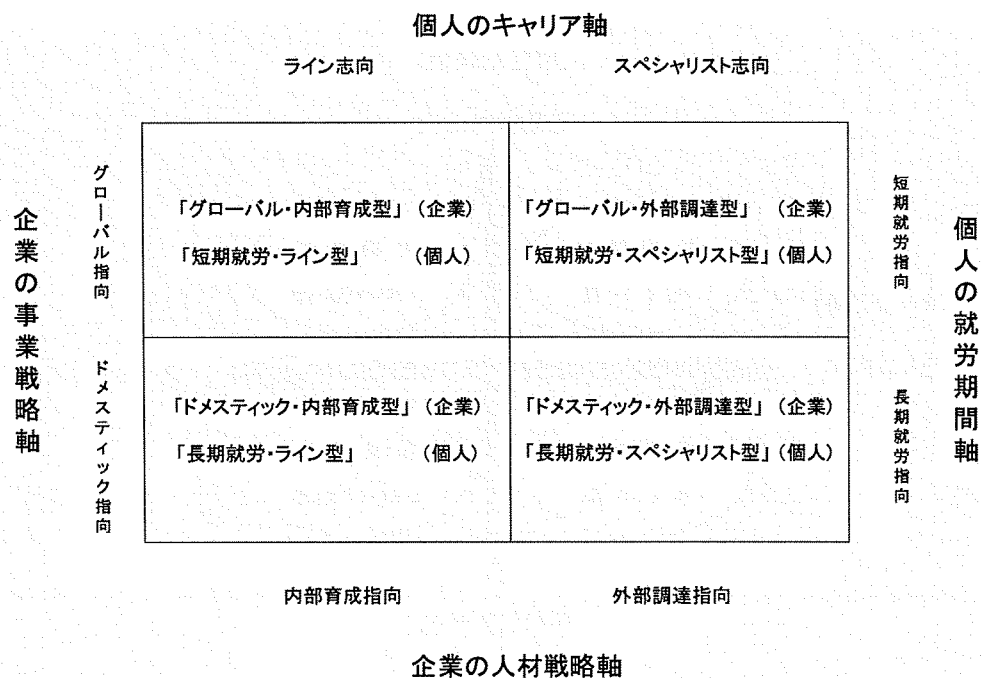 個人のキャリア軸
ライン志向
スペシャリスト志向
企業の事業戦略軸
グローバル指向
ドメスティック指向
「グローバル・内部育成型」（企業）
「短期就労・ライン型」（個人）
「グローバル・外部調達型」（企業）
「短期就労・スペシャリスト型」（個人）
「ドメスティック・内部育成型」（企業）
「長期就労・ライン型」（個人）
「ドメスティック・外部調達型」（企業）
「長期就労・スペシャリスト型」（個人）
短期就労指向
長期就労指向
個人の就労期間軸
内部育成指向
外部調達指向
企業の人材戦略軸